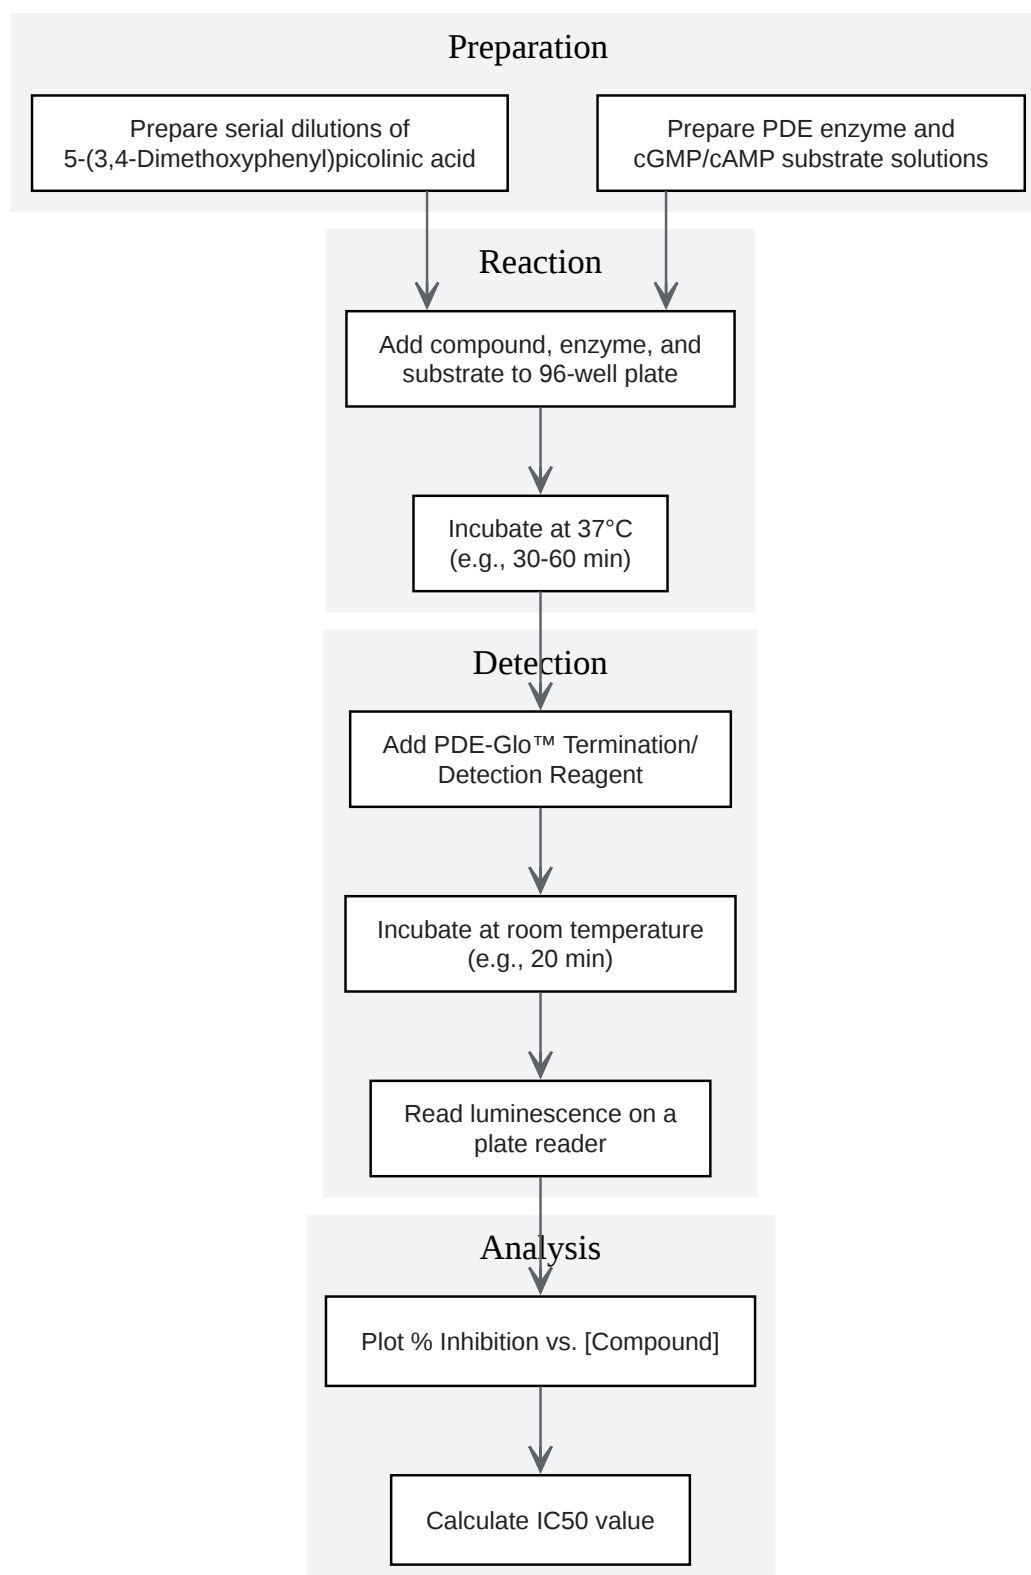 Preparation
Prepare serial dilutions of
5-(3,4-Dimethoxyphenyl)picolinic acid
Prepare PDE enzyme and
cGMP/cAMP substrate solutions
Reaction
Add compound, enzyme, and
substrate to 96-well plate
Incubate at 37°C
(e.g., 30-60 min)
Detection
Add PDE-Glo™ Termination/
Detection Reagent
Incubate at room temperature
(e.g., 20 min)
Read luminescence on a
plate reader
Analysis
Plot % Inhibition vs. [Compound]
Calculate IC50 value